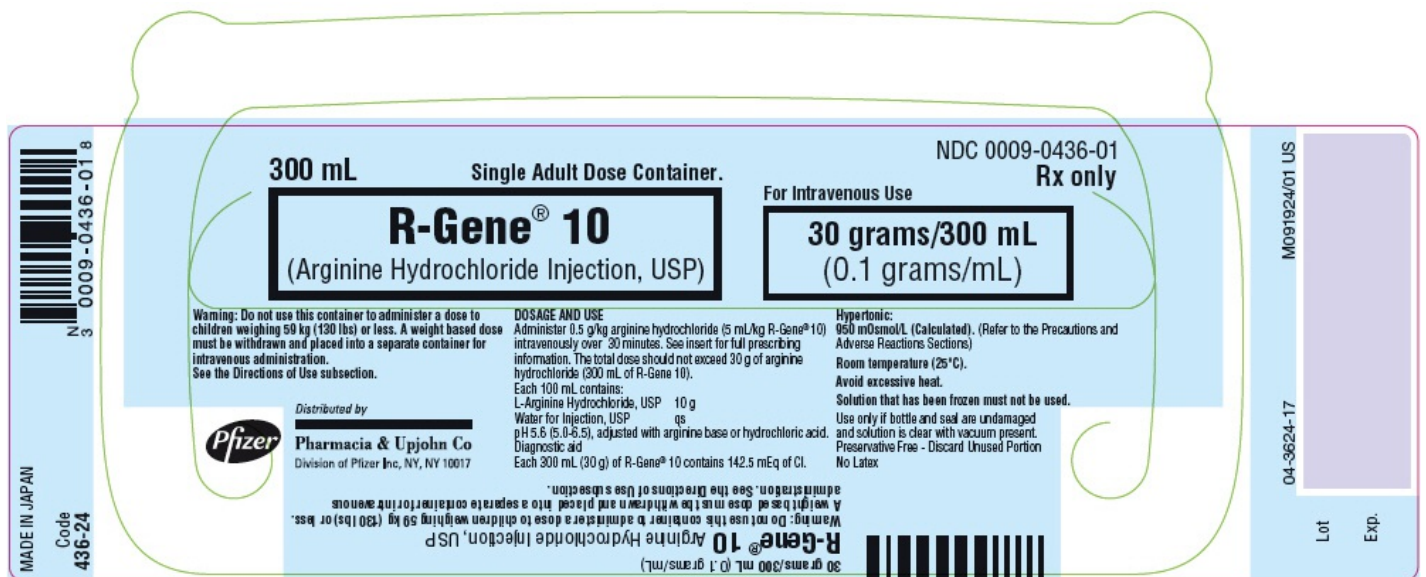 NDC 0009-0436-01
300 mL
Single Adult Dose Container.
Rx only
For Intravenous Use
R-Gene® 10
(Arginine Hydrochloride Injection, USP)
30 grams/300 mL
(0.1 grams/mL)
Warning: Do not use this container to administer a dose to
children weighing 59 kg (130 lbs) or less. A weight based dose
must be withdrawn and placed into a separate container for
intravenous administration.
See the Directions of Use subsection.
Distributed by
Pfizer
Pharmacia & Upjohn Co
Division of Pfizer Inc, NY, NY 10017
DOSAGE AND USE
Administer 0.5 g/kg arginine hydrochloride (5 mL/kg R-Gene® 10)
intravenously over 30 minutes. See insert for full prescribing
information. The total dose should not exceed 30 g of arginine
hydrochloride (300 mL of R-Gene 10).
Each 100 mL contains:
L-Arginine Hydrochloride, USP 10 g
Water for Injection, USP qs
pH 5.6 (5.0-6.5), adjusted with arginine base or hydrochloric acid.
Diagnostic aid
Each 300 mL (30 g) of R-Gene® 10 contains 142.5 mEq of Cl.
Hypertonic:
950 mOsmol/L (Calculated). (Refer to the Precautions and
Adverse Reactions Sections)
Room temperature (25°C).
Avoid excessive heat.
Solution that has been frozen must not be used.
Use only if bottle and seal are undamaged
and solution is clear with vacuum present.
Preservative Free - Discard Unused Portion
No Latex
30 grams/300 mL (0.1 grams/mL)
R-Gene® 10 Arginine Hydrochloride Injection, USP
Warning: Do not use this container to administer a dose to children weighing 59 kg (130 lbs) or less.
A weight based dose must be withdrawn and placed into a separate container for intravenous
administration. See the Directions of Use subsection.
N
3 0009-0436-01 8
MADE IN JAPAN
Code
436-24
M091924/01 US
04-3624-17
Lot
Exp.